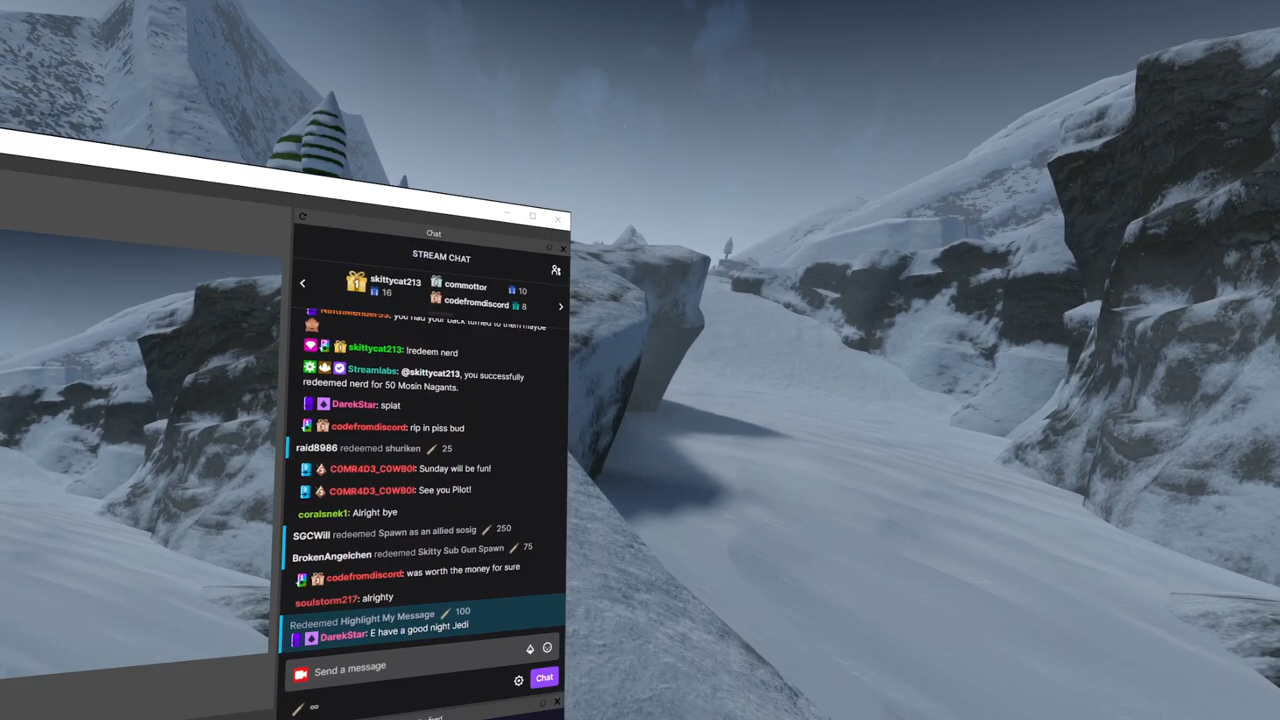 Chat
STREAM CHAT
skittycat213
16
commottor
10
codefromdiscord
8
NinthMender53: you had your back turned to them maybe
skittycat213: !redeem nerd
Streamlabs: @skittycat213, you successfully
redeemed nerd for 50 Mosin Nagants.
DarekStar: splat
codefromdiscord: rip in piss bud
raid8986 redeemed shuriken 25
C0MR4D3_C0WB0I: Sunday will be fun!
C0MR4D3_C0WB0I: See you Pilot!
coralsnek1: Alright bye
SGCWill redeemed Spawn as an allied sosig 250
BrokenAngelchen redeemed Skitty Sub Gun Spawn 75
codefromdiscord: was worth the money for sure
soulstorm217: alrighty
Redeemed Highlight My Message 100
DarekStar: E have a good night Jedi
Send a message
Chat
∞